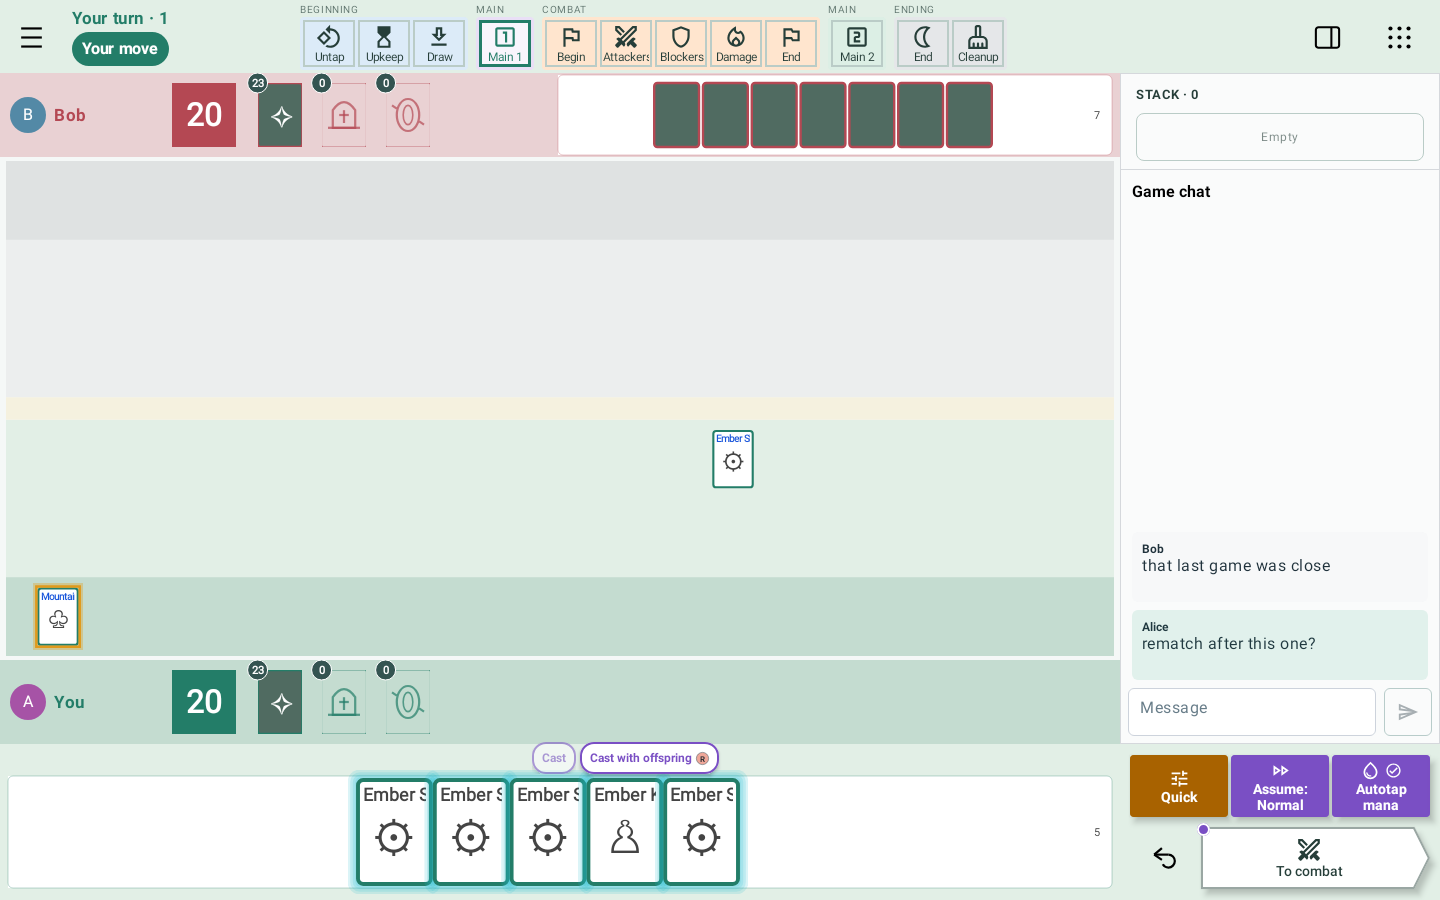 Your turn · 1
Your move
BEGINNING
MAIN
COMBAT
MAIN
ENDING
Untap
Upkeep
Draw
Main 1
Begin
Attackers
Blockers
Damage
End
Main 2
End
Cleanup
B
Bob
20
23
0
0
7
STACK · 0
Empty
Game chat
Ember S
Mountai
Bob
that last game was close
Alice
rematch after this one?
A
You
20
23
0
0
Message
Cast
Cast with offspring R
Ember S
Ember S
Ember S
Ember K
Ember S
5
Quick
Assume:
Normal
Autotap
mana
To combat